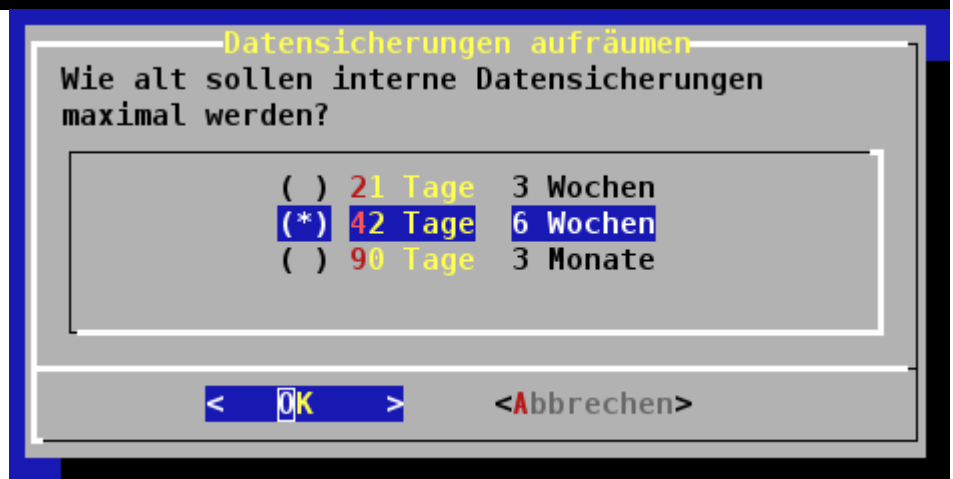 Datensicherungen aufräumen
Wie alt sollen interne Datensicherungen
maximal werden?
( ) 21 Tage 3 Wochen
(*) 42 Tage 6 Wochen
( ) 90 Tage 3 Monate
< OK > <Abbrechen>